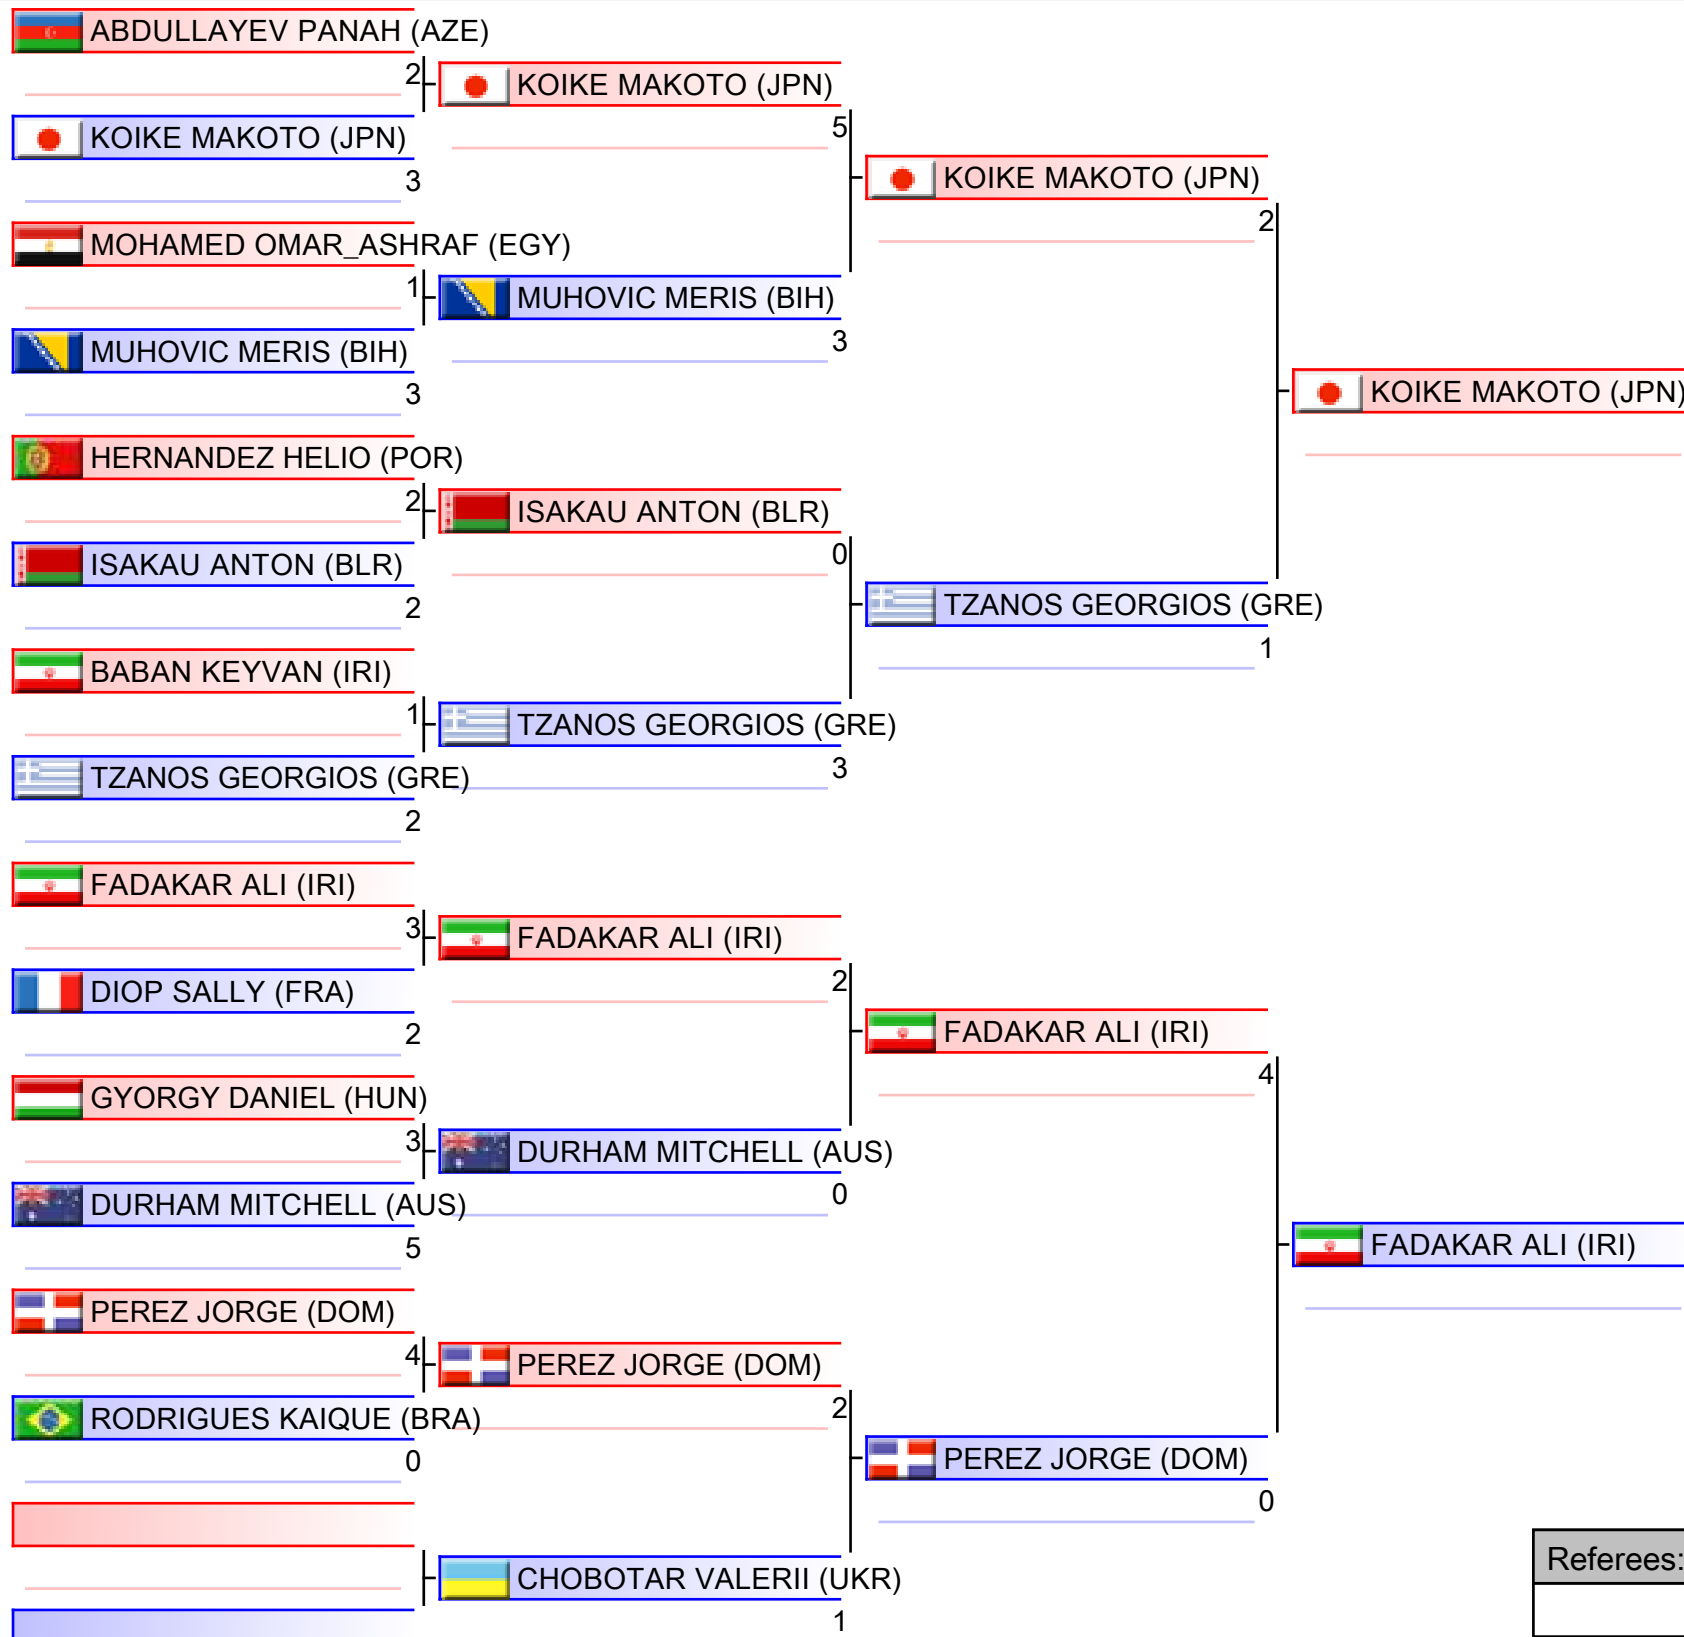 ABDULLAYEV PANAH (AZE)
2
KOIKE MAKOTO (JPN)
KOIKE MAKOTO (JPN)
5
3
KOIKE MAKOTO (JPN)
2
MOHAMED OMAR_ASHRAF (EGY)
1
MUHOVIC MERIS (BIH)
MUHOVIC MERIS (BIH)
3
3
KOIKE MAKOTO (JPN)
HERNANDEZ HELIO (POR)
2
ISAKAU ANTON (BLR)
ISAKAU ANTON (BLR)
0
2
TZANOS GEORGIOS (GRE)
1
BABAN KEYVAN (IRI)
1
TZANOS GEORGIOS (GRE)
TZANOS GEORGIOS (GRE)
3
2
FADAKAR ALI (IRI)
3
FADAKAR ALI (IRI)
DIOP SALLY (FRA)
2
2
FADAKAR ALI (IRI)
4
GYORGY DANIEL (HUN)
3
DURHAM MITCHELL (AUS)
DURHAM MITCHELL (AUS)
0
5
FADAKAR ALI (IRI)
PEREZ JORGE (DOM)
4
PEREZ JORGE (DOM)
RODRIGUES KAIQUE (BRA)
2
0
PEREZ JORGE (DOM)
0
CHOBOTAR VALERII (UKR)
1
Referees: